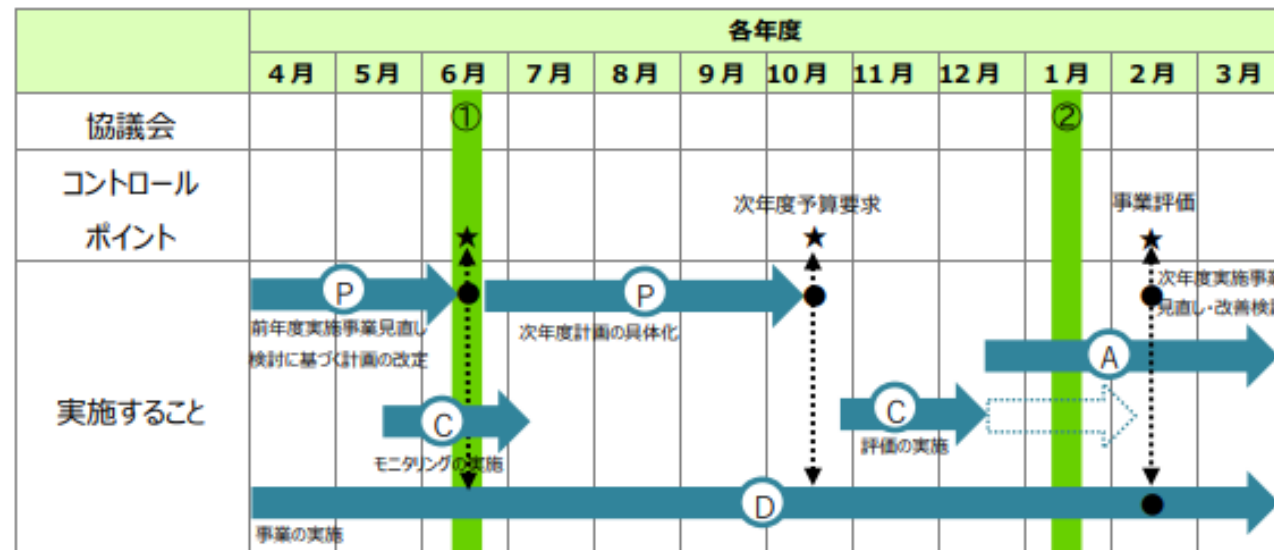 各年度
4月 5月 6月 7月 8月 9月 10月 11月 12月 1月 2月 3月
協議会
① ②
コントロール
ポイント
次年度予算要求
事業評価
★ ★ ★
実施すること
P
P
前年度実施事業見直し
検討に基づく計画の改定
次年度計画の具体化
次年度実施事業
見直し・改善検討
A
C
モニタリングの実施
C
評価の実施
D
事業の実施